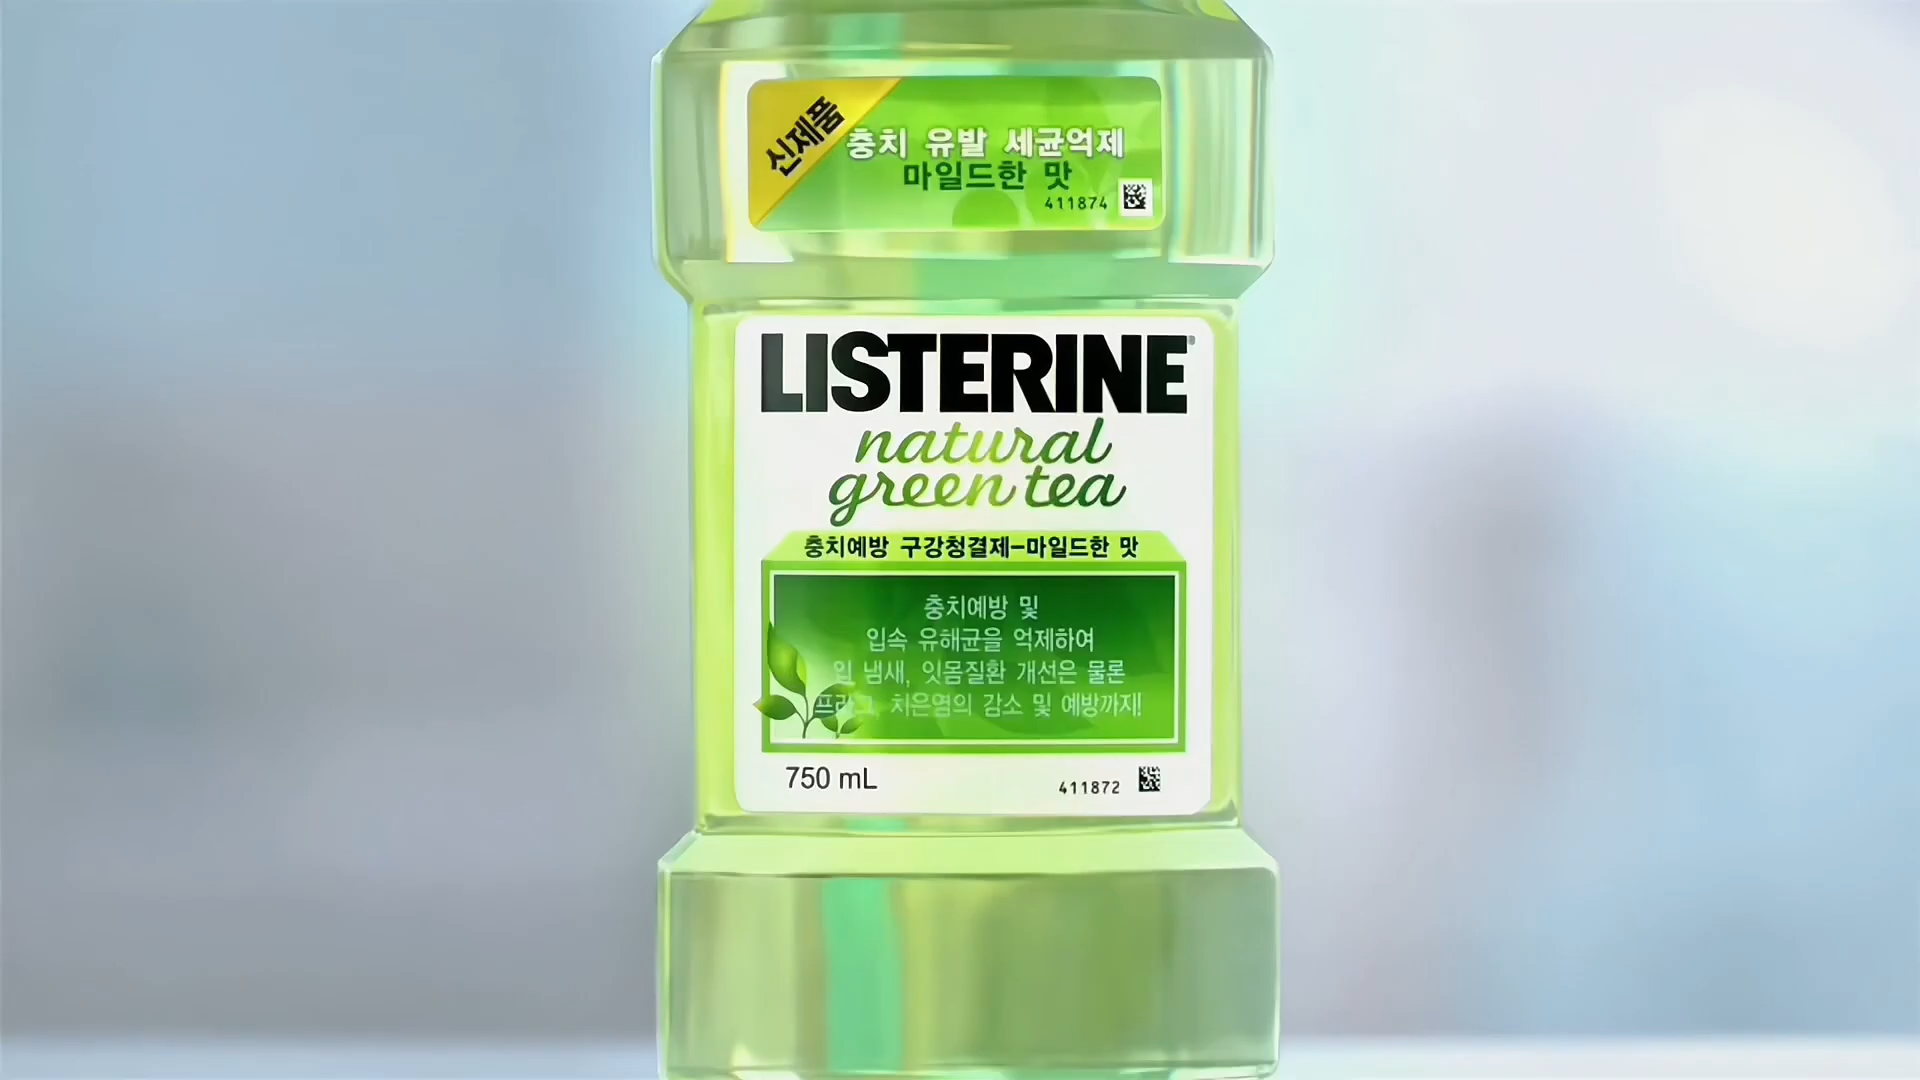 신제품
충치 유발 세균억제
마일드한 맛
411874
LISTERINE®
natural
green tea
충치예방 구강청결제-마일드한 맛
충치예방 및
입속 유해균을 억제하여
입 냄새, 잇몸질환 개선은 물론
프라그, 치은염의 감소 및 예방까지!
750 mL
411872